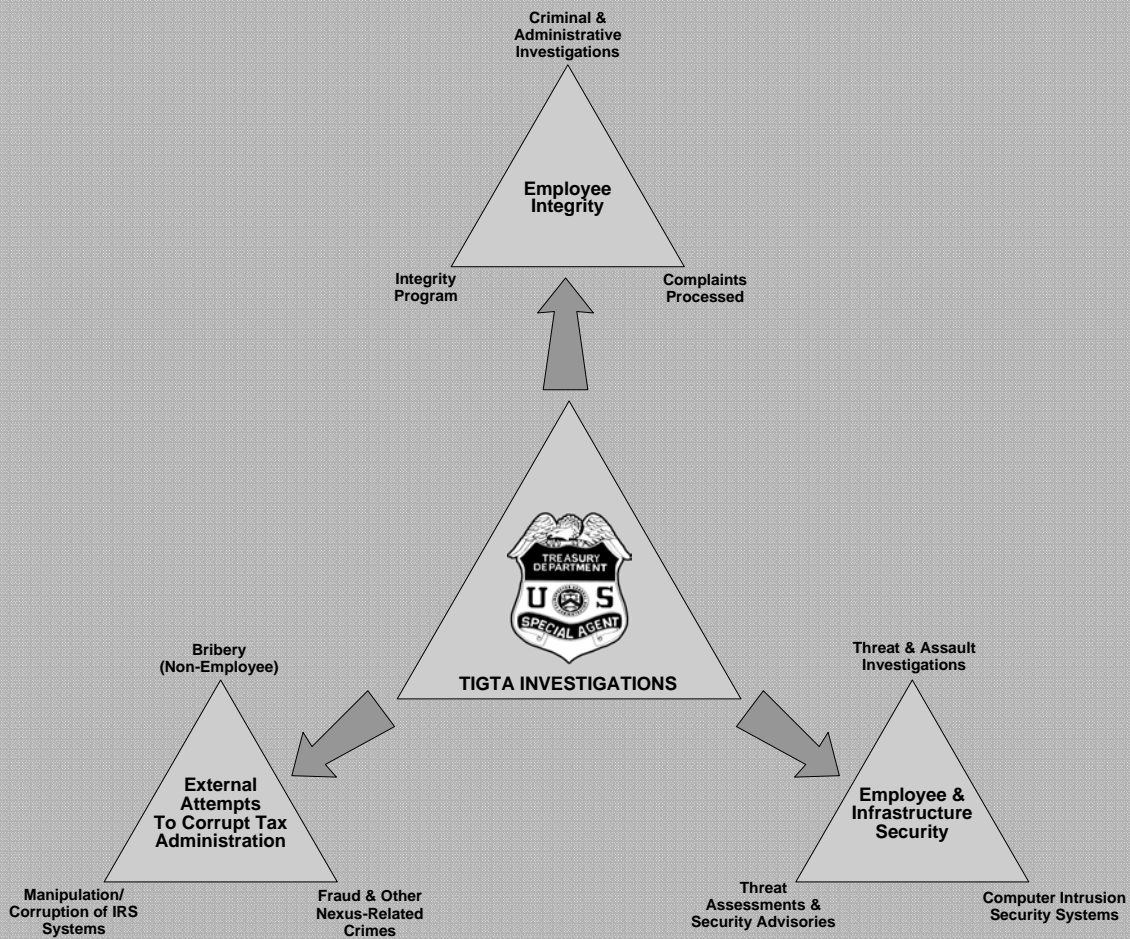 Criminal &
Administrative
Investigations
Employee
Integrity
Integrity
Program
Complaints
Processed
TREASURY
DEPARTMENT
U S
SPECIAL AGENT
TIGTA INVESTIGATIONS
Bribery
(Non-Employee)
External
Attempts
To Corrupt Tax
Administration
Manipulation/
Corruption of IRS
Systems
Fraud & Other
Nexus-Related
Crimes
Threat & Assault
Investigations
Employee &
Infrastructure
Security
Threat
Assessments &
Security Advisories
Computer Intrusion
Security Systems